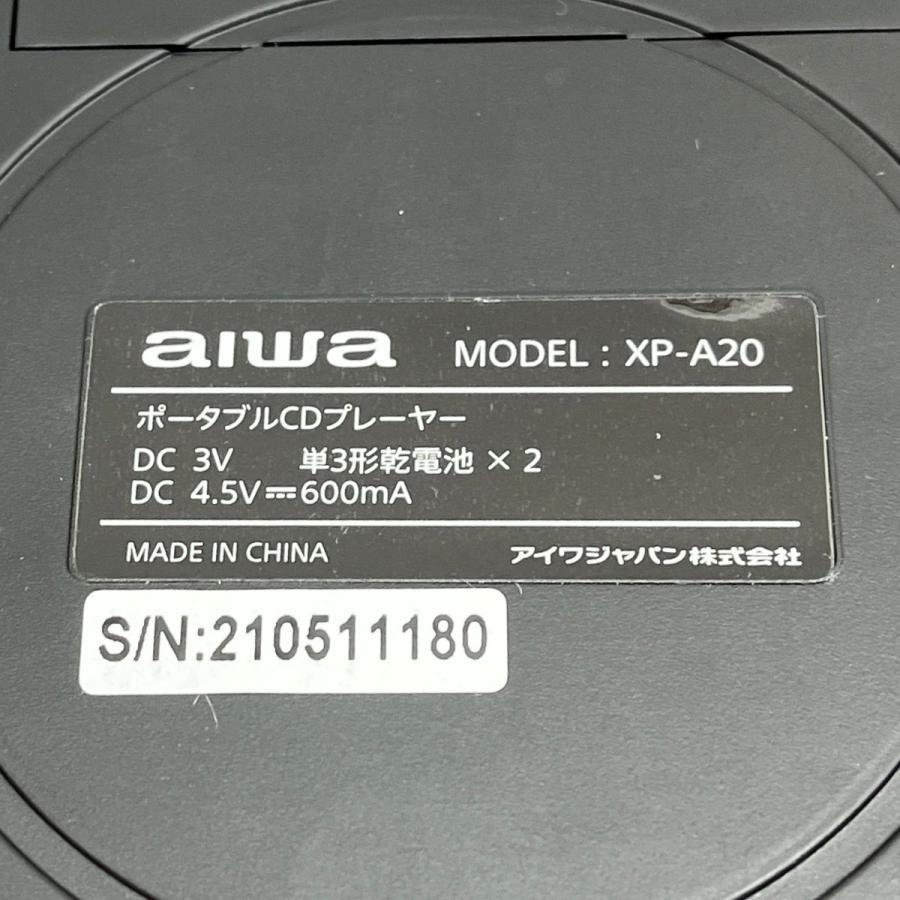 aiwa MODEL : XP-A20
ポータブルCDプレーヤー
DC 3V 単3形乾電池 × 2
DC 4.5V⎓600mA
MADE IN CHINA アイワジャパン株式会社
S/N:210511180